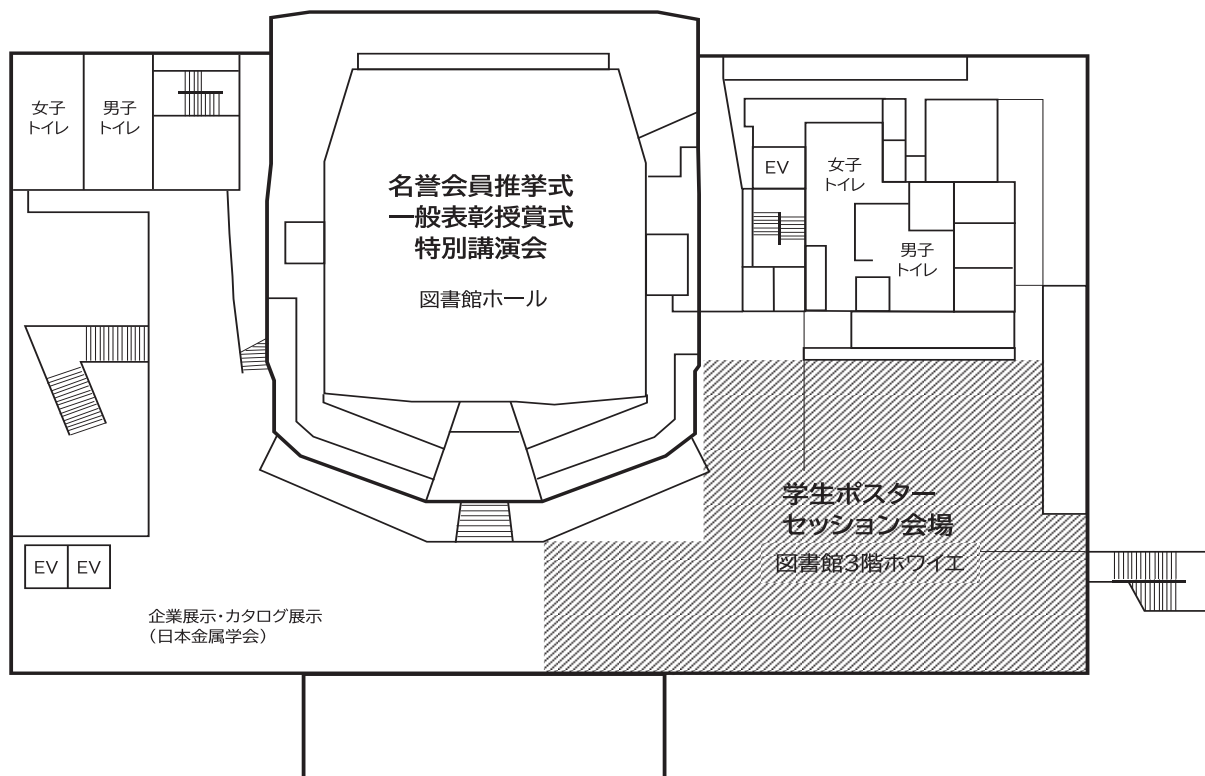 女子
トイレ
男子
トイレ
名誉会員推挙式
一般表彰授賞式
特別講演会
図書館ホール
EV
女子
トイレ
男子
トイレ
学生ポスター
セッション会場
図書館3階ホワイエ
EV
EV
企業展示・カタログ展示
（日本金属学会）